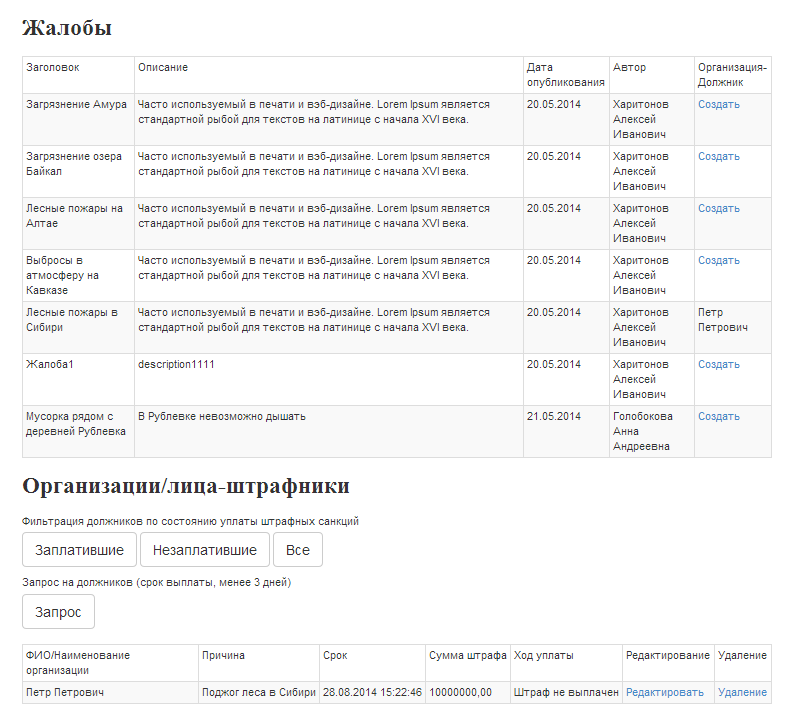 Жалобы
Заголовок Описание Дата Автор Организация-
опубликования Должник
Загрязнение Амура Часто используемый в печати и вэб-дизайне. Lorem Ipsum является 20.05.2014 Харитонов Создать
стандартной рыбой для текстов на латинице с начала XVI века. Алексей
Иванович
Загрязнение озера Часто используемый в печати и вэб-дизайне. Lorem Ipsum является 20.05.2014 Харитонов Создать
Байкал стандартной рыбой для текстов на латинице с начала XVI века. Алексей
Иванович
Лесные пожары на Часто используемый в печати и вэб-дизайне. Lorem Ipsum является 20.05.2014 Харитонов Создать
Алтае стандартной рыбой для текстов на латинице с начала XVI века. Алексей
Иванович
Выбросы в Часто используемый в печати и вэб-дизайне. Lorem Ipsum является 20.05.2014 Харитонов Создать
атмосферу на стандартной рыбой для текстов на латинице с начала XVI века. Алексей
Кавказе Иванович
Лесные пожары в Часто используемый в печати и вэб-дизайне. Lorem Ipsum является 20.05.2014 Харитонов Петр
Сибири стандартной рыбой для текстов на латинице с начала XVI века. Алексей Петрович
Иванович
Жалоба1 description1111 20.05.2014 Харитонов Создать
Алексей
Иванович
Мусорка рядом с В Рублевке невозможно дышать 21.05.2014 Голобокова Создать
деревней Рублевка Анна
Андреевна
Организации/лица-штрафники
Фильтрация должников по состоянию уплаты штрафных санкций
Заплатившие Незаплатившие Все
Запрос на должников (срок выплаты, менее 3 дней)
Запрос
ФИО/Наименование Причина Срок Сумма штрафа Ход уплаты Редактирование Удаление
организации
Петр Петрович Поджог леса в Сибири 28.08.2014 15:22:46 10000000,00 Штраф не выплачен Редактировать Удаление